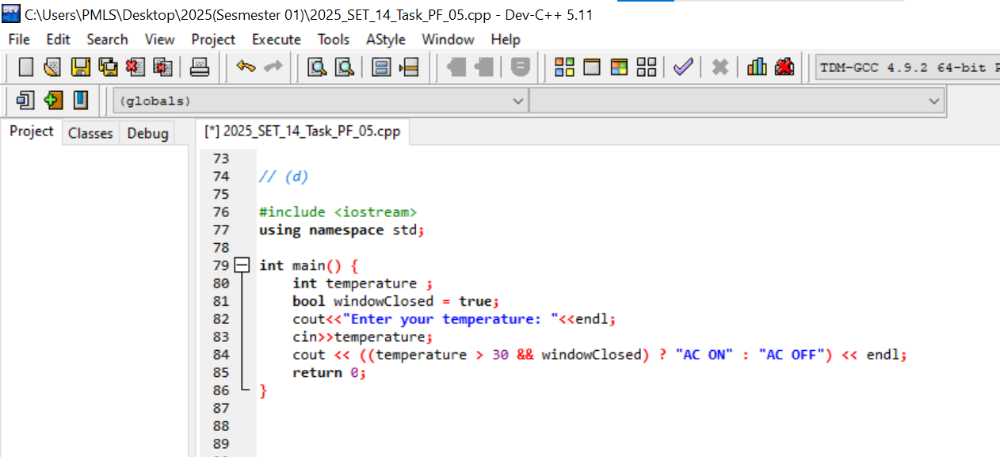 C:\Users\PMLS\Desktop\2025(Sesmester 01)\2025_SET_14_Task_PF_05.cpp - Dev-C++ 5.11
File Edit Search View Project Execute Tools AStyle Window Help
TDM-GCC 4.9.2 64-bit
(globals)
Project Classes Debug [*] 2025_SET_14_Task_PF_05.cpp
73
74 // (d)
75
76 #include <iostream>
77 using namespace std;
78
79 int main() {
80 int temperature ;
81 bool windowClosed = true;
82 cout<<"Enter your temperature: "<<endl;
83 cin>>temperature;
84 cout << ((temperature > 30 && windowClosed) ? "AC ON" : "AC OFF") << endl;
85 return 0;
86 }
87
88
89